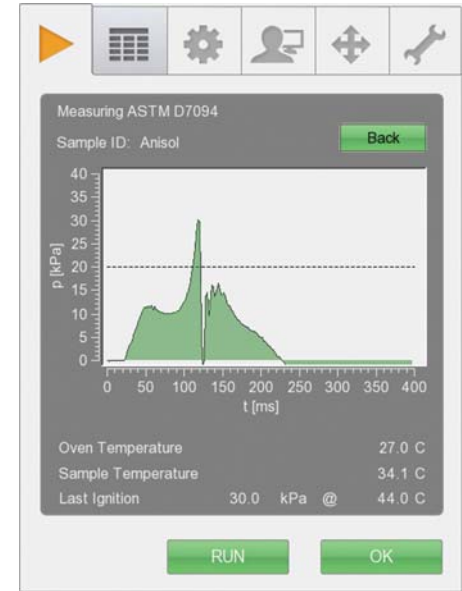 Measuring ASTM D7094
Sample ID: Anisol
Back
p [kPa]
40
35
30
25
20
15
10
5
0
0 50 100 150 200 250 300 350 400
t [ms]
Oven Temperature 27.0 C
Sample Temperature 34.1 C
Last Ignition 30.0 kPa @ 44.0 C
RUN OK